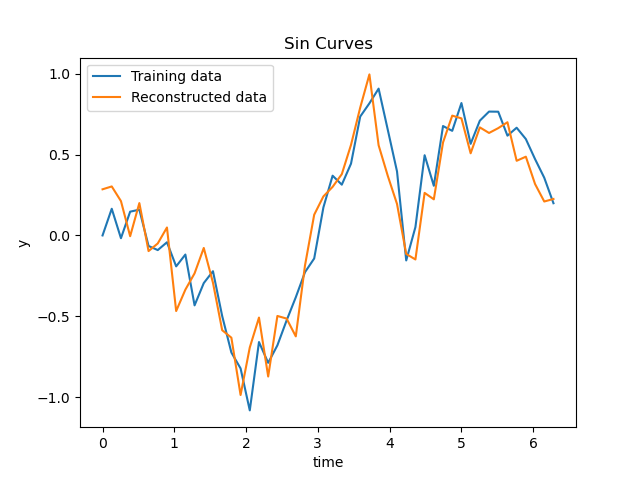 Sin Curves
Training data
Reconstructed data
1.0
0.5
0.0
−0.5
−1.0
y
0 1 2 3 4 5 6
time